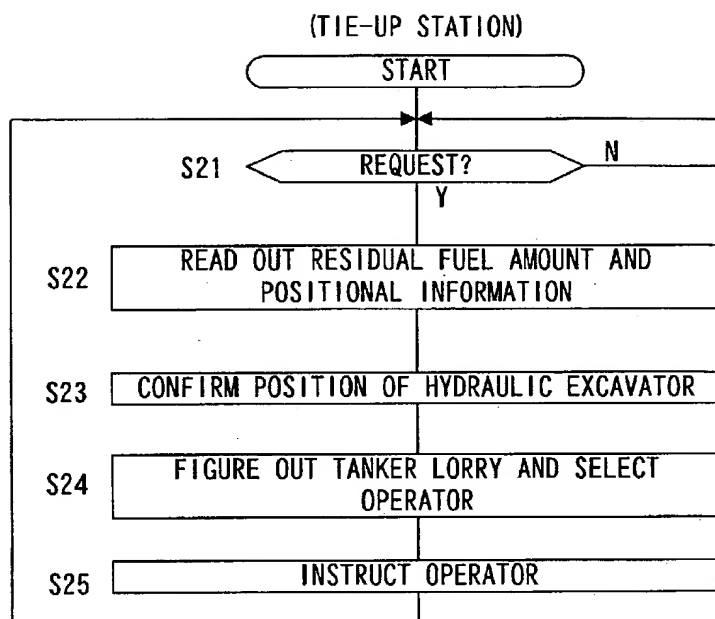 (TIE-UP STATION)
START
S21
REQUEST?
N
Y
S22
READ OUT RESIDUAL FUEL AMOUNT AND
POSITIONAL INFORMATION
S23
CONFIRM POSITION OF HYDRAULIC EXCAVATOR
S24
FIGURE OUT TANKER LORRY AND SELECT
OPERATOR
S25
INSTRUCT OPERATOR